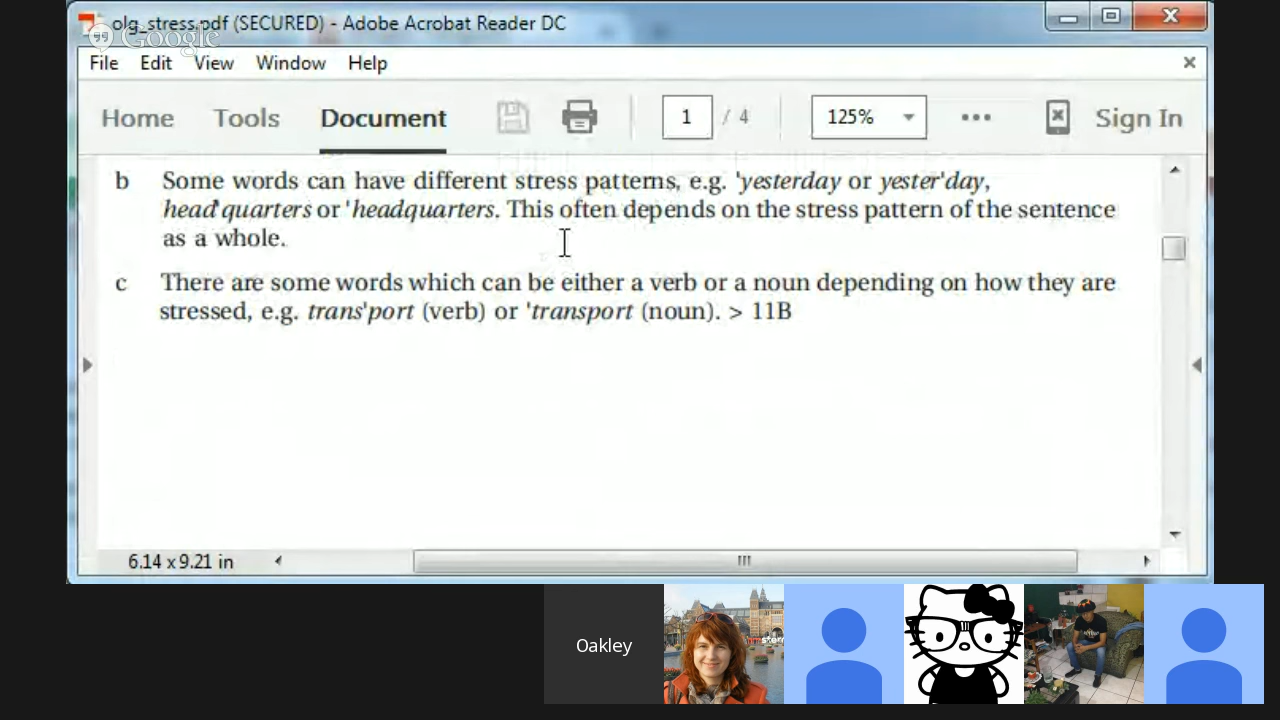 olg_stress.pdf (SECURED) - Adobe Acrobat Reader DC
Google
File Edit View Window Help
Home Tools Document 1 / 4 125% Sign In
b Some words can have different stress patterns, e.g. 'yesterday or yester'day,
head'quarters or 'headquarters. This often depends on the stress pattern of the sentence
as a whole.
c There are some words which can be either a verb or a noun depending on how they are
stressed, e.g. trans'port (verb) or 'transport (noun). > 11B
6.14 x 9.21 in
Oakley